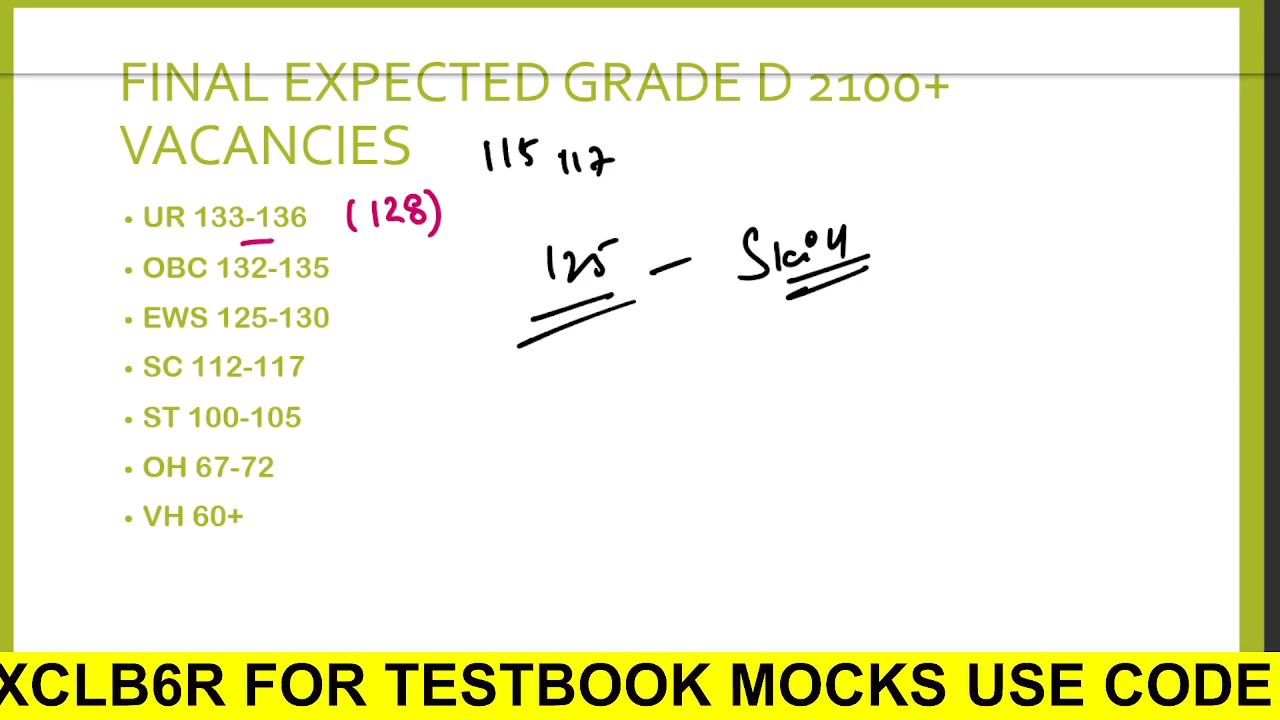 FINAL EXPECTED GRADE D 2100+
VACANCIES
115 117
• UR 133-136 (128)
• OBC 132-135
125 –
• EWS 125-130
• SC 112-117
• ST 100-105
• OH 67-72
• VH 60+
XCLB6R FOR TESTBOOK MOCKS USE CODE